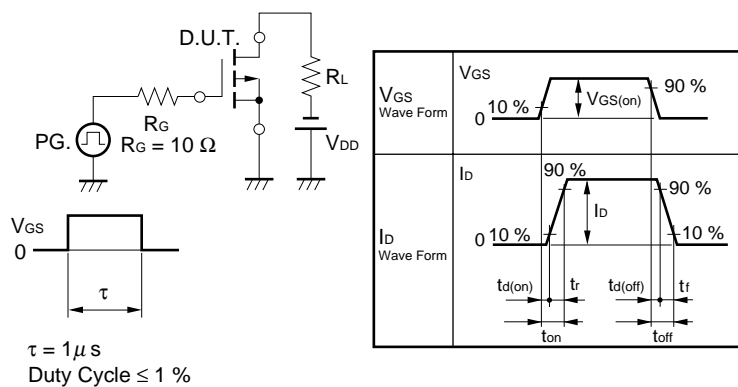 D.U.T.
RL
RG
PG.
RG = 10 Ω
VDD
VGS
0
τ
τ = 1μ s
Duty Cycle ≤ 1 %
VGS
Wave Form
VGS
10 %
0
VGS(on)
90 %
ID
Wave Form
ID
90 %
0 10 %
ID
90 %
10 %
td(on)
tr
td(off)
tf
ton
toff